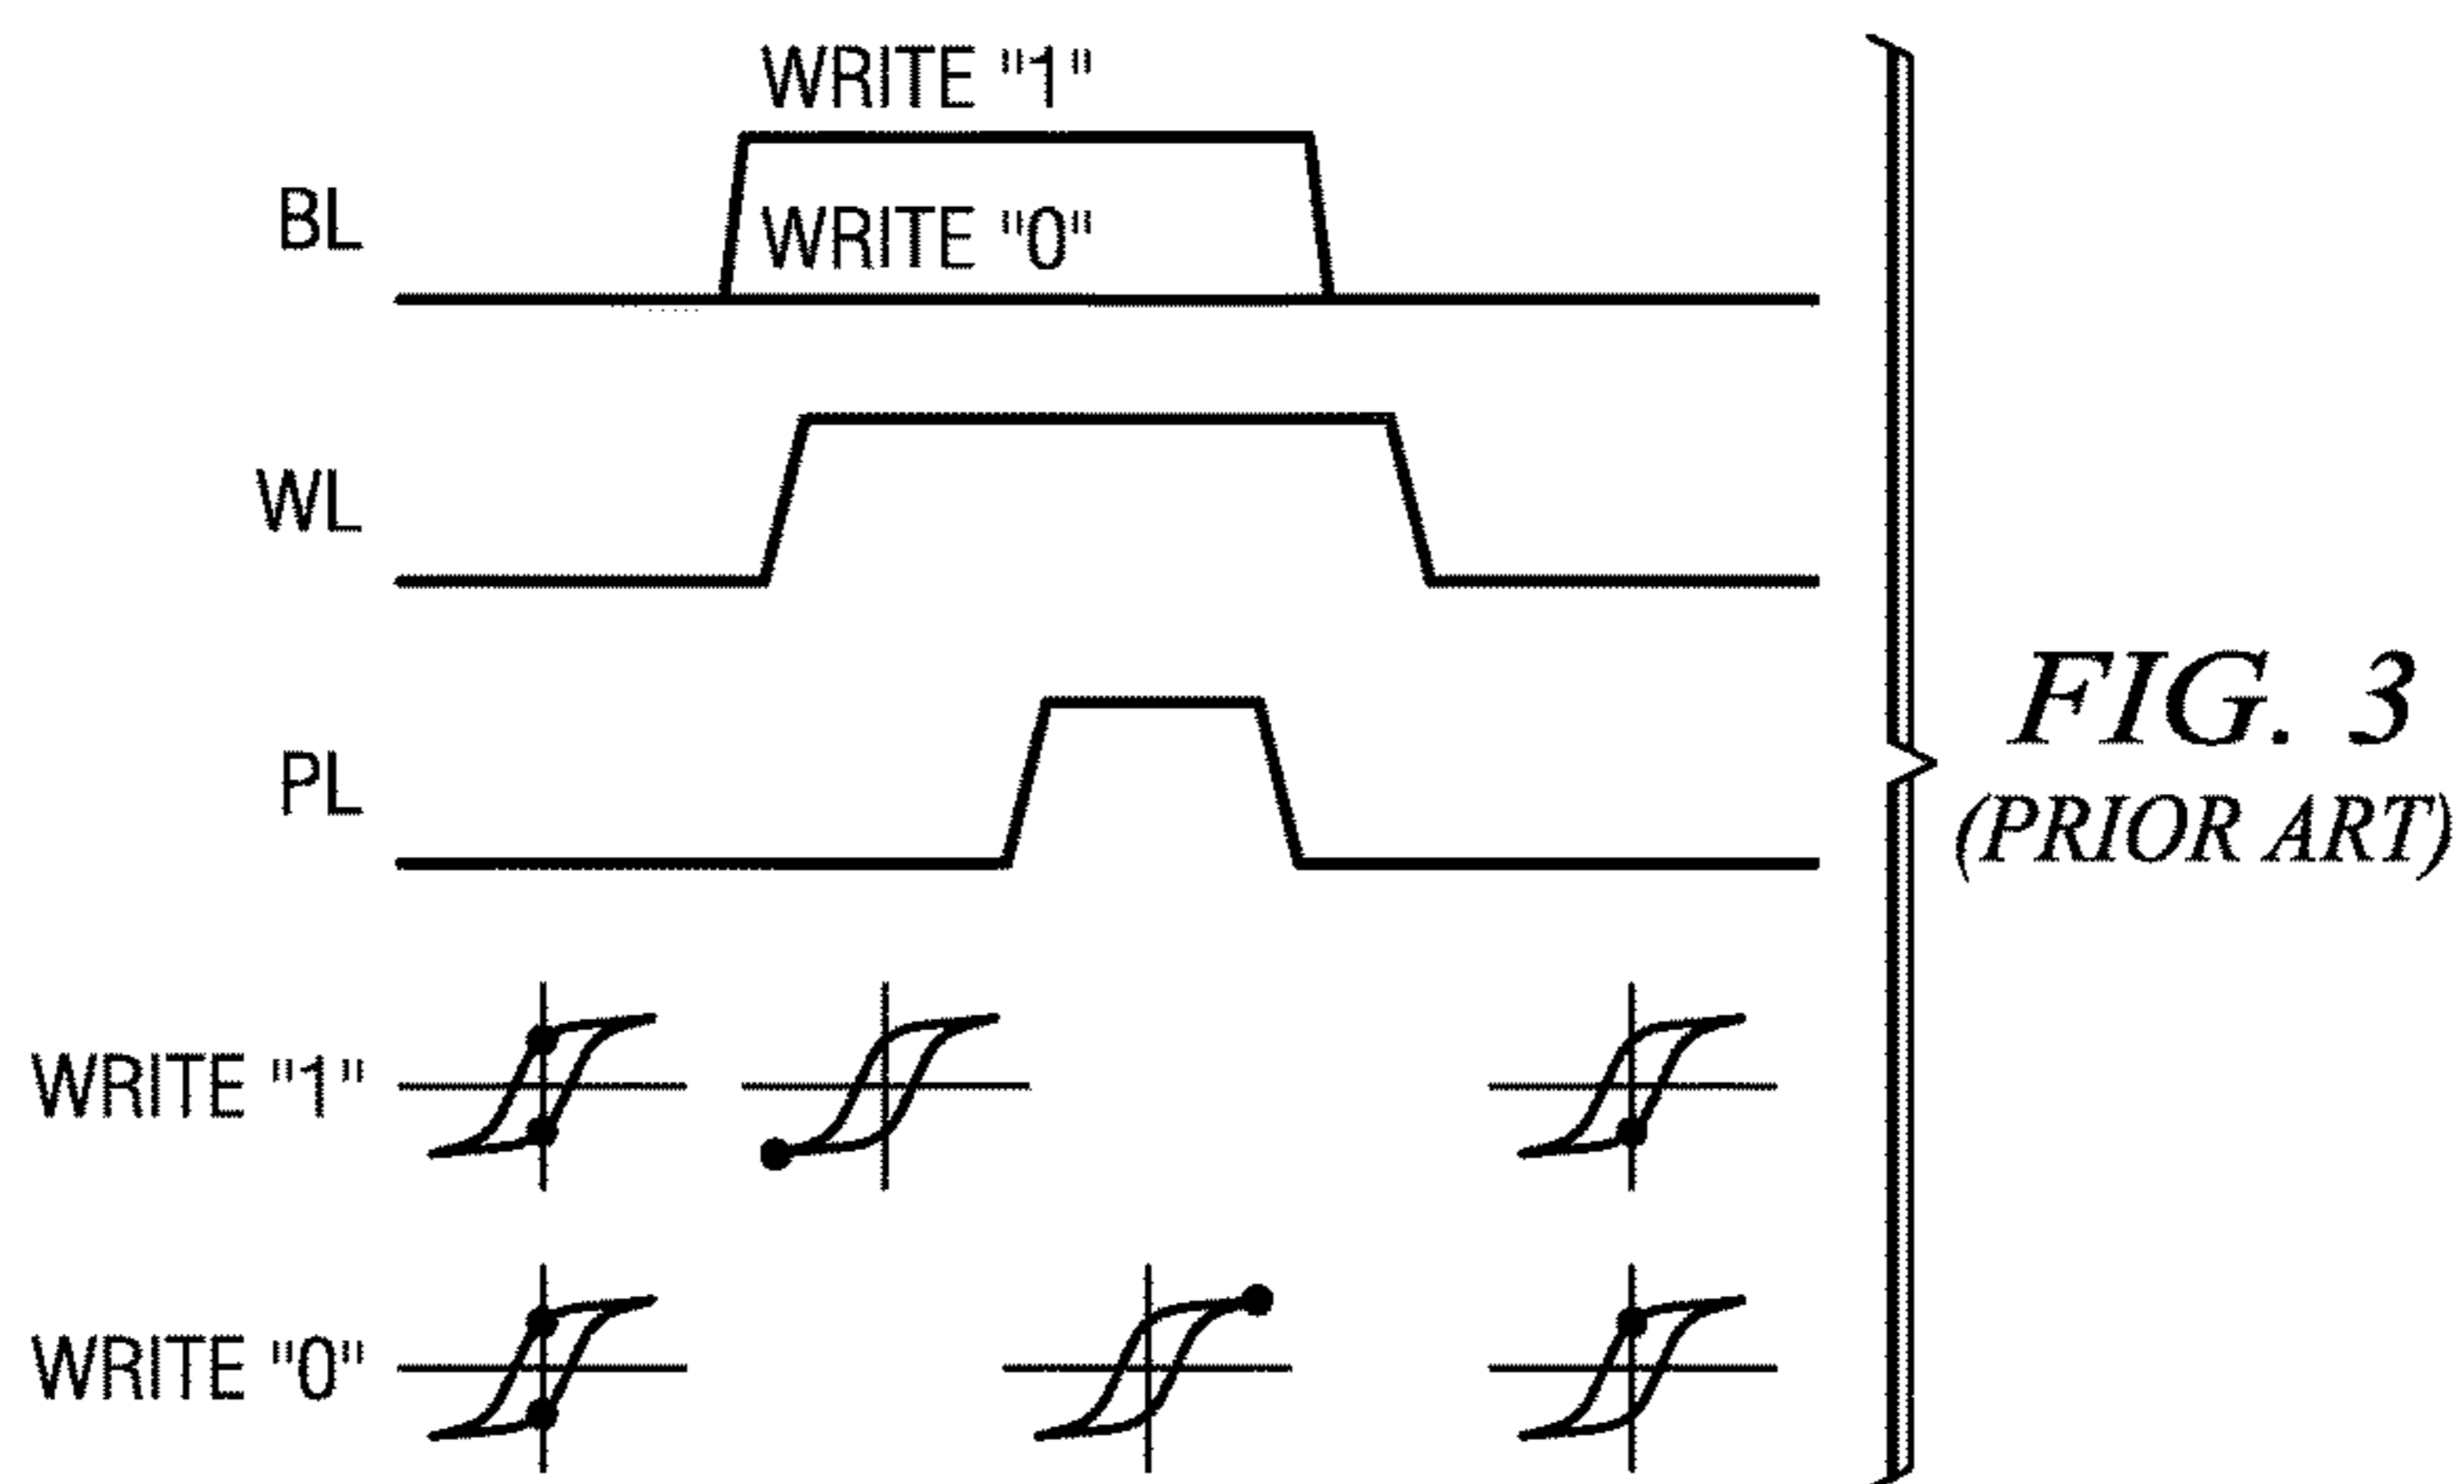 WRITE "1"
BL
WRITE "0"
WL
PL
FIG. 3
(PRIOR ART)
WRITE "1"
WRITE "0"